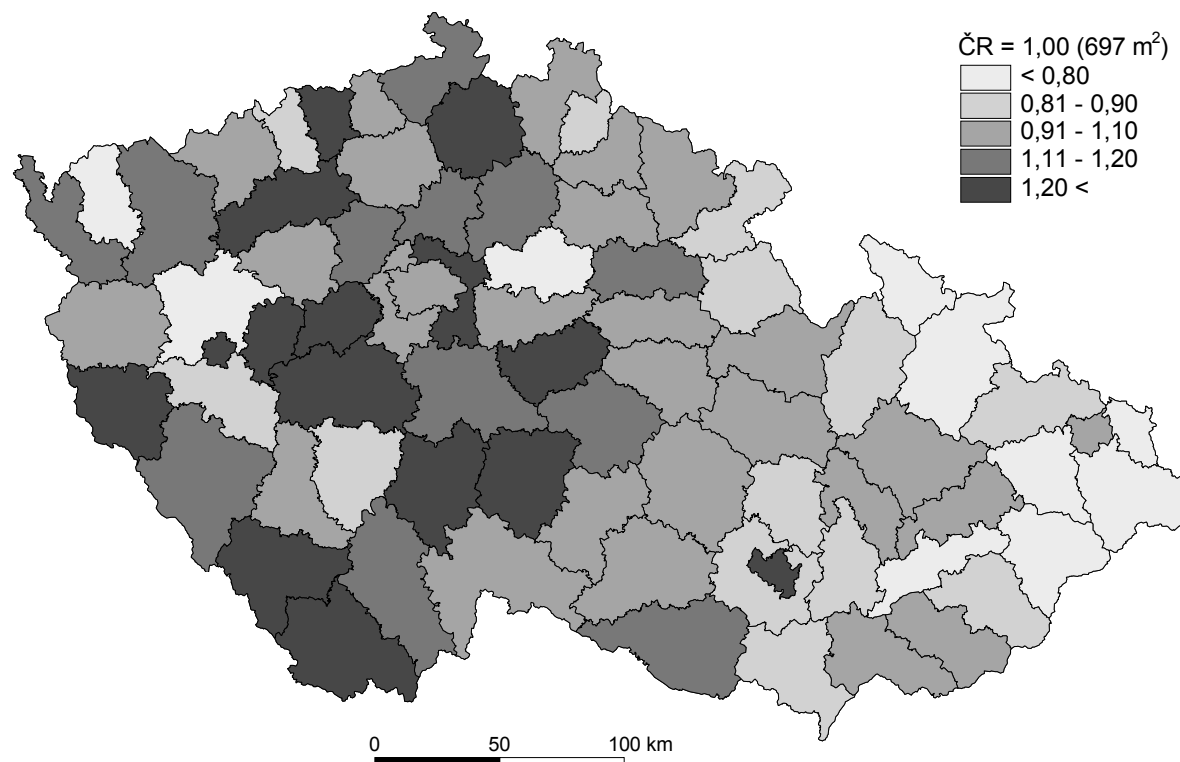 ČR = 1,00 (697 m²)
< 0,80
0,81 - 0,90
0,91 - 1,10
1,11 - 1,20
1,20 <
0 50 100 km